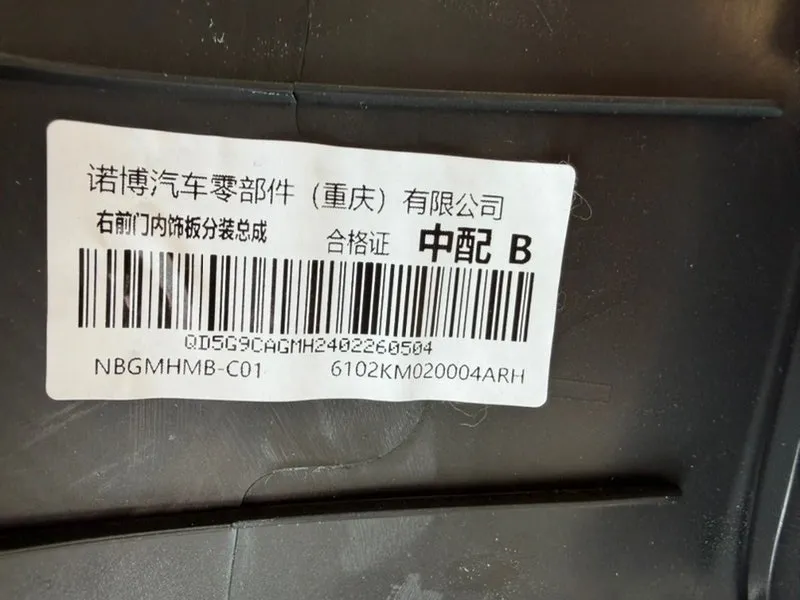 诺博汽车零部件（重庆）有限公司
右前门内饰板分装总成 合格证 中配 B
QD5G9CAGMH2402260504
NBGMHMB-C01 6102KM020004ARH